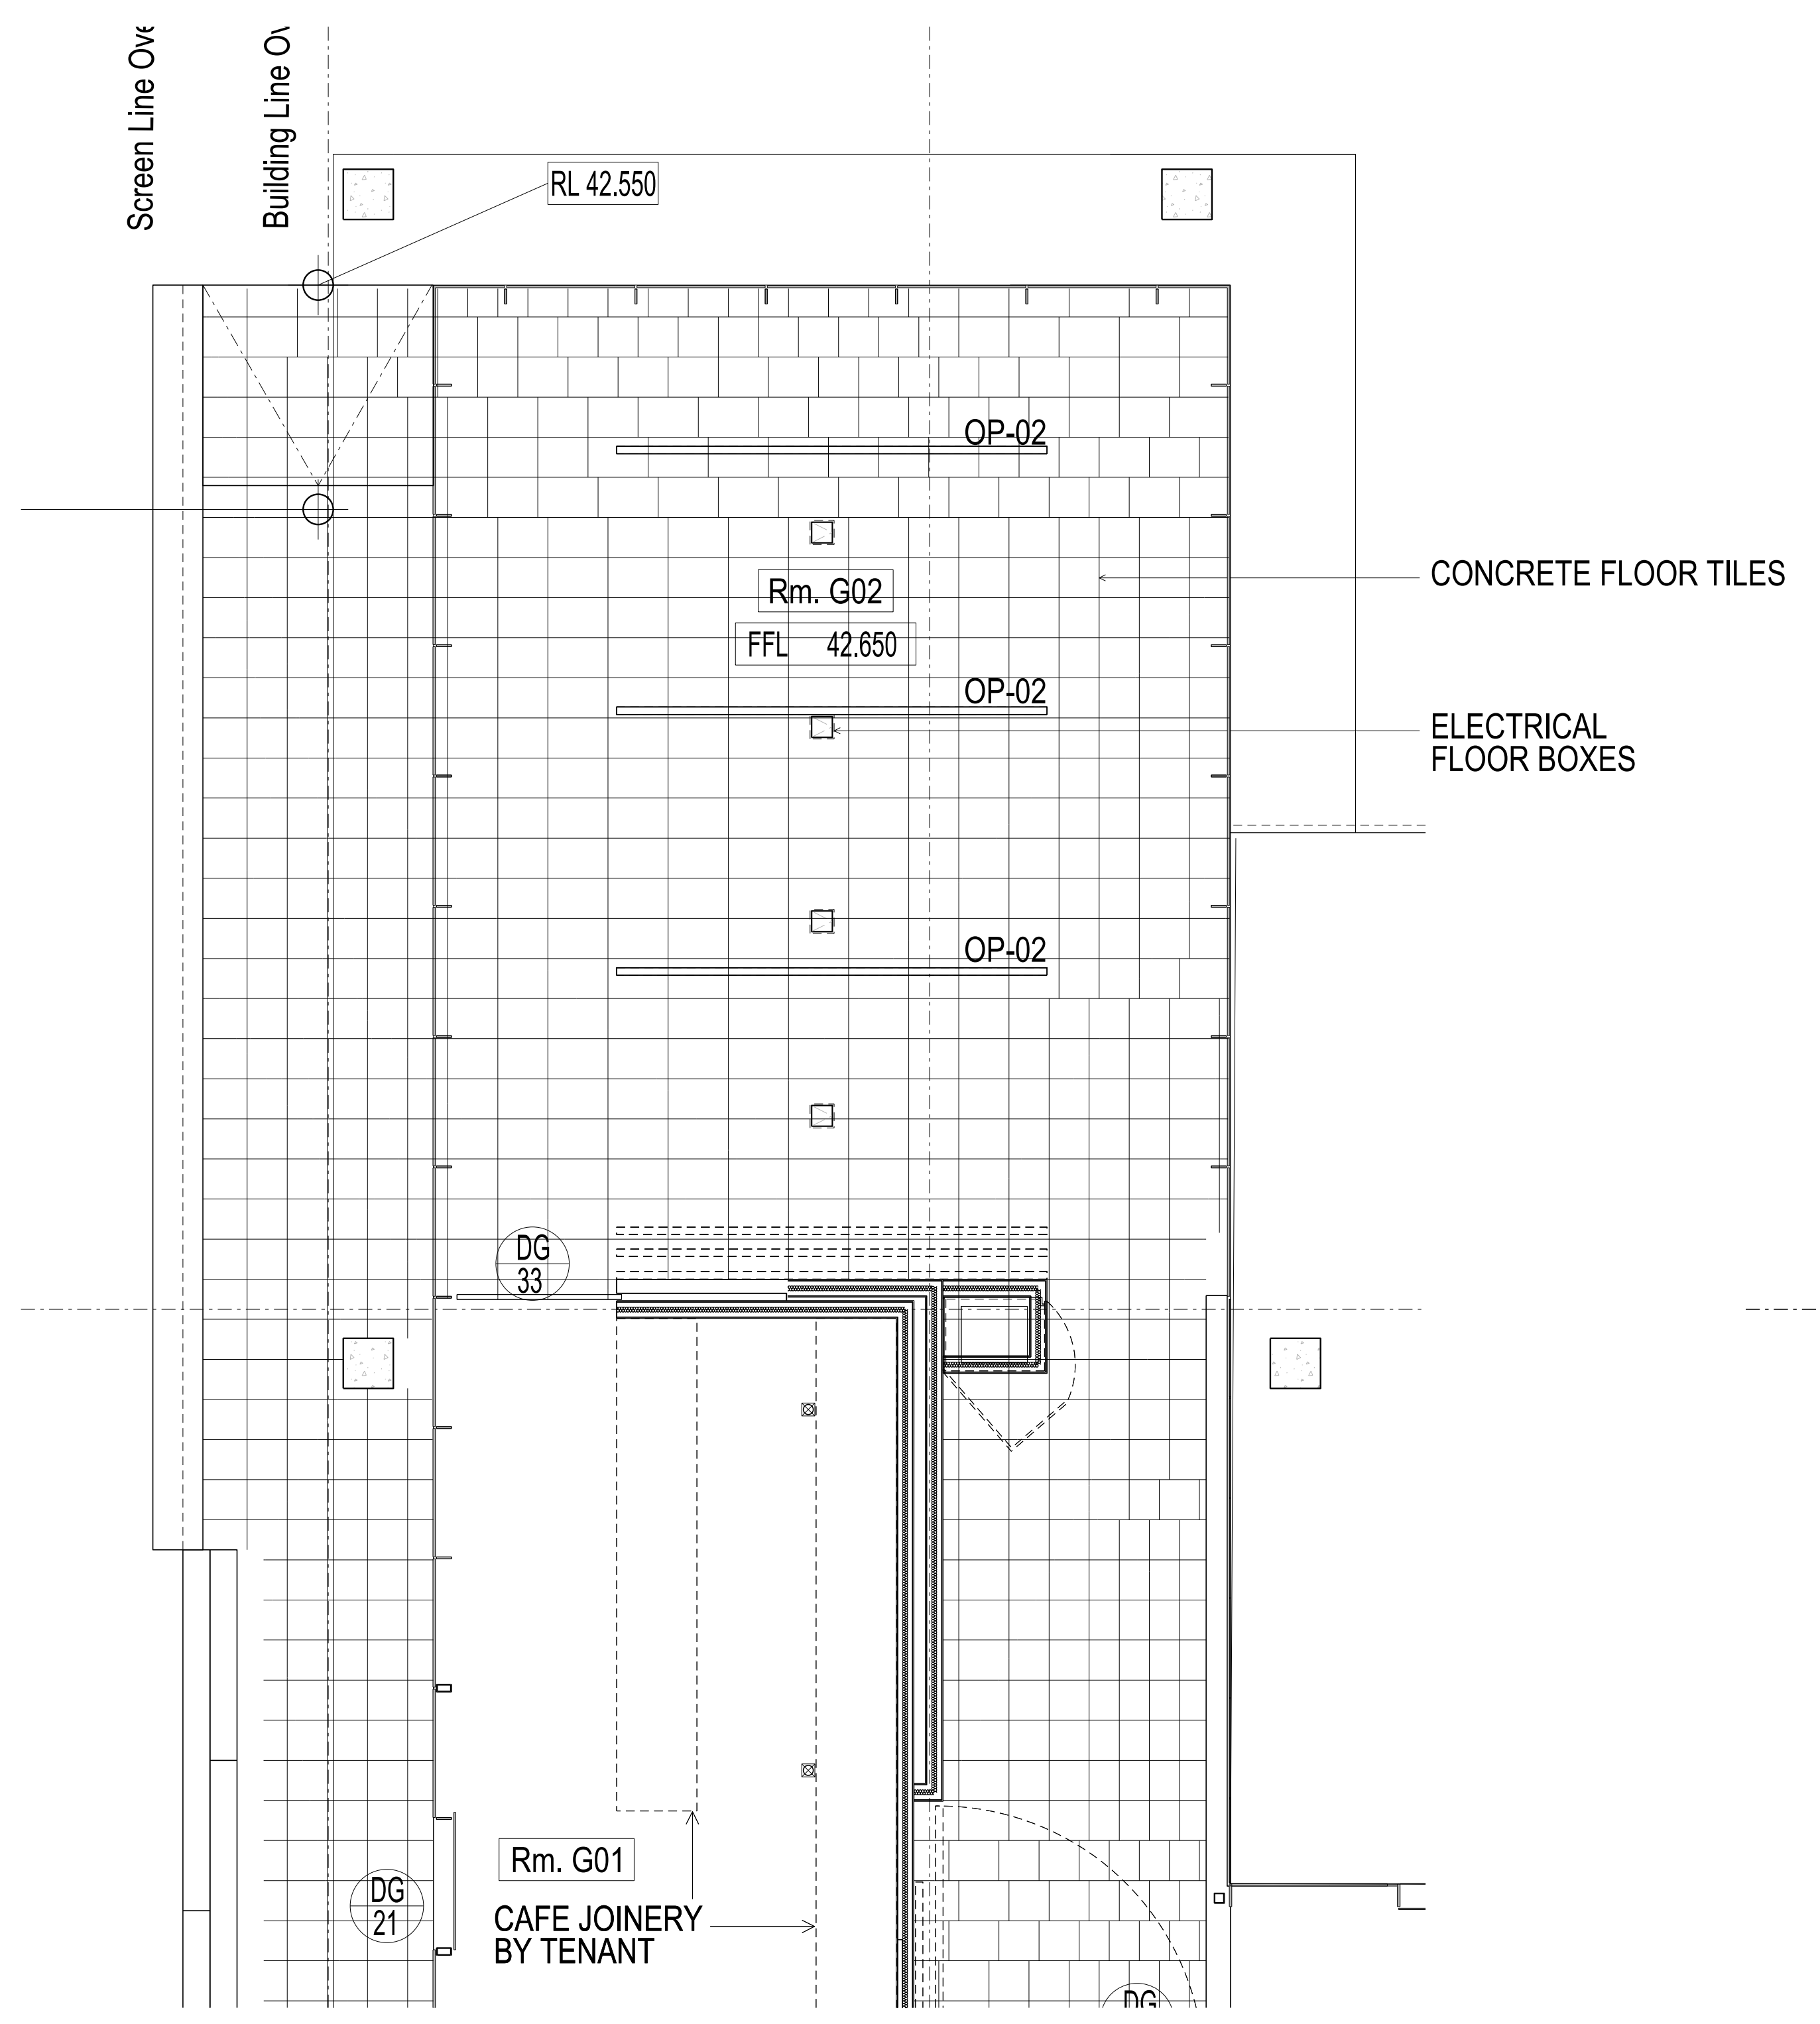 Screen Line Ove
Building Line Ov
RL 42.550
OP-02
Rm. G02
CONCRETE FLOOR TILES
FFL 42.650
OP-02
ELECTRICAL
FLOOR BOXES
OP-02
DG
33
Rm. G01
DG
21
CAFE JOINERY
BY TENANT
DG